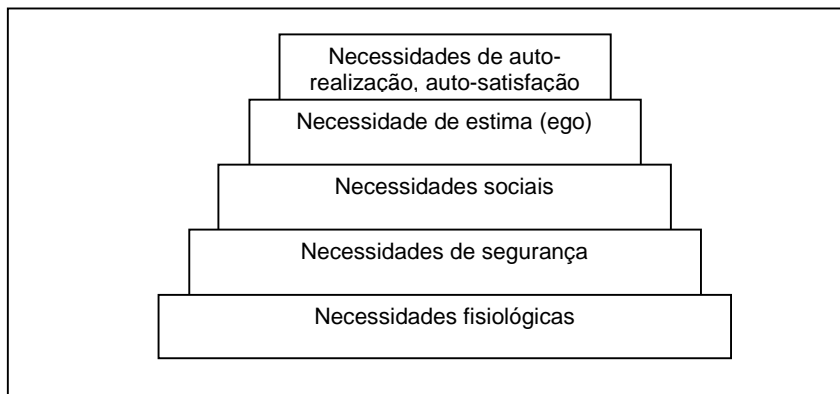 Necessidades de auto-
realização, auto-satisfação
Necessidade de estima (ego)
Necessidades sociais
Necessidades de segurança
Necessidades fisiológicas